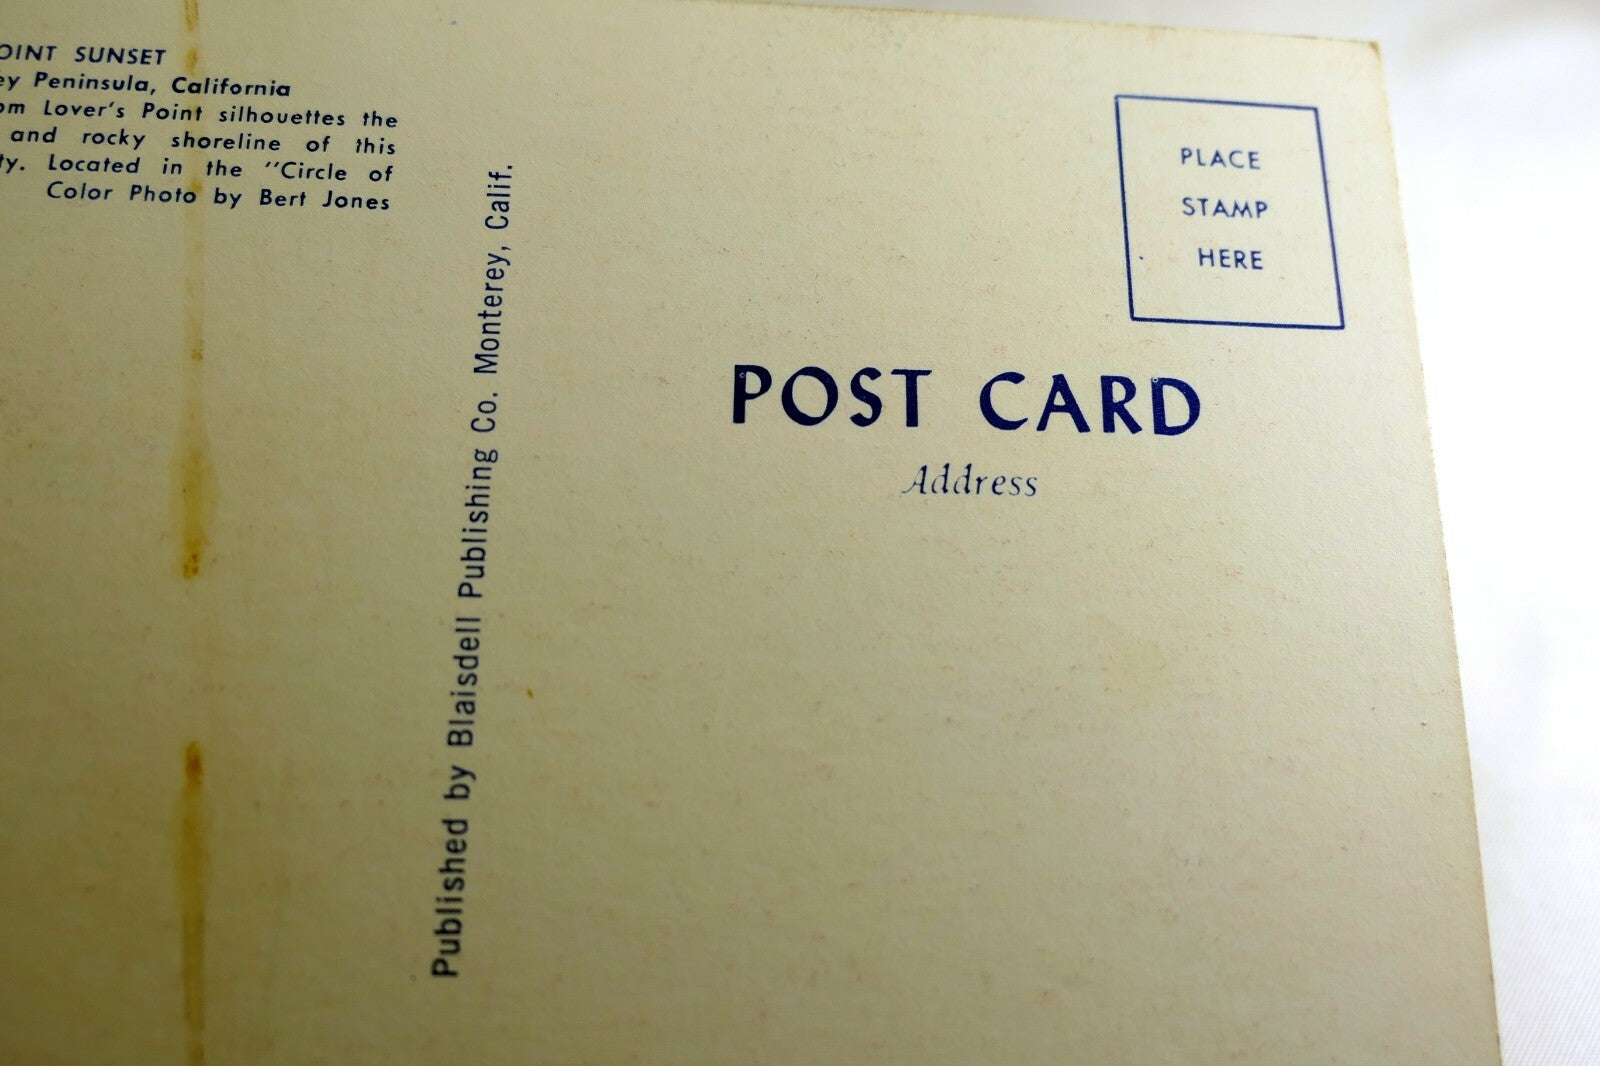 OINT SUNSET
ey Peninsula, California
om Lover's Point silhouettes the
and rocky shoreline of this
ty. Located in the "Circle of
Color Photo by Bert Jones
Published by Blaisdell Publishing Co. Monterey, Calif.
PLACE
STAMP
HERE
POST CARD
Address